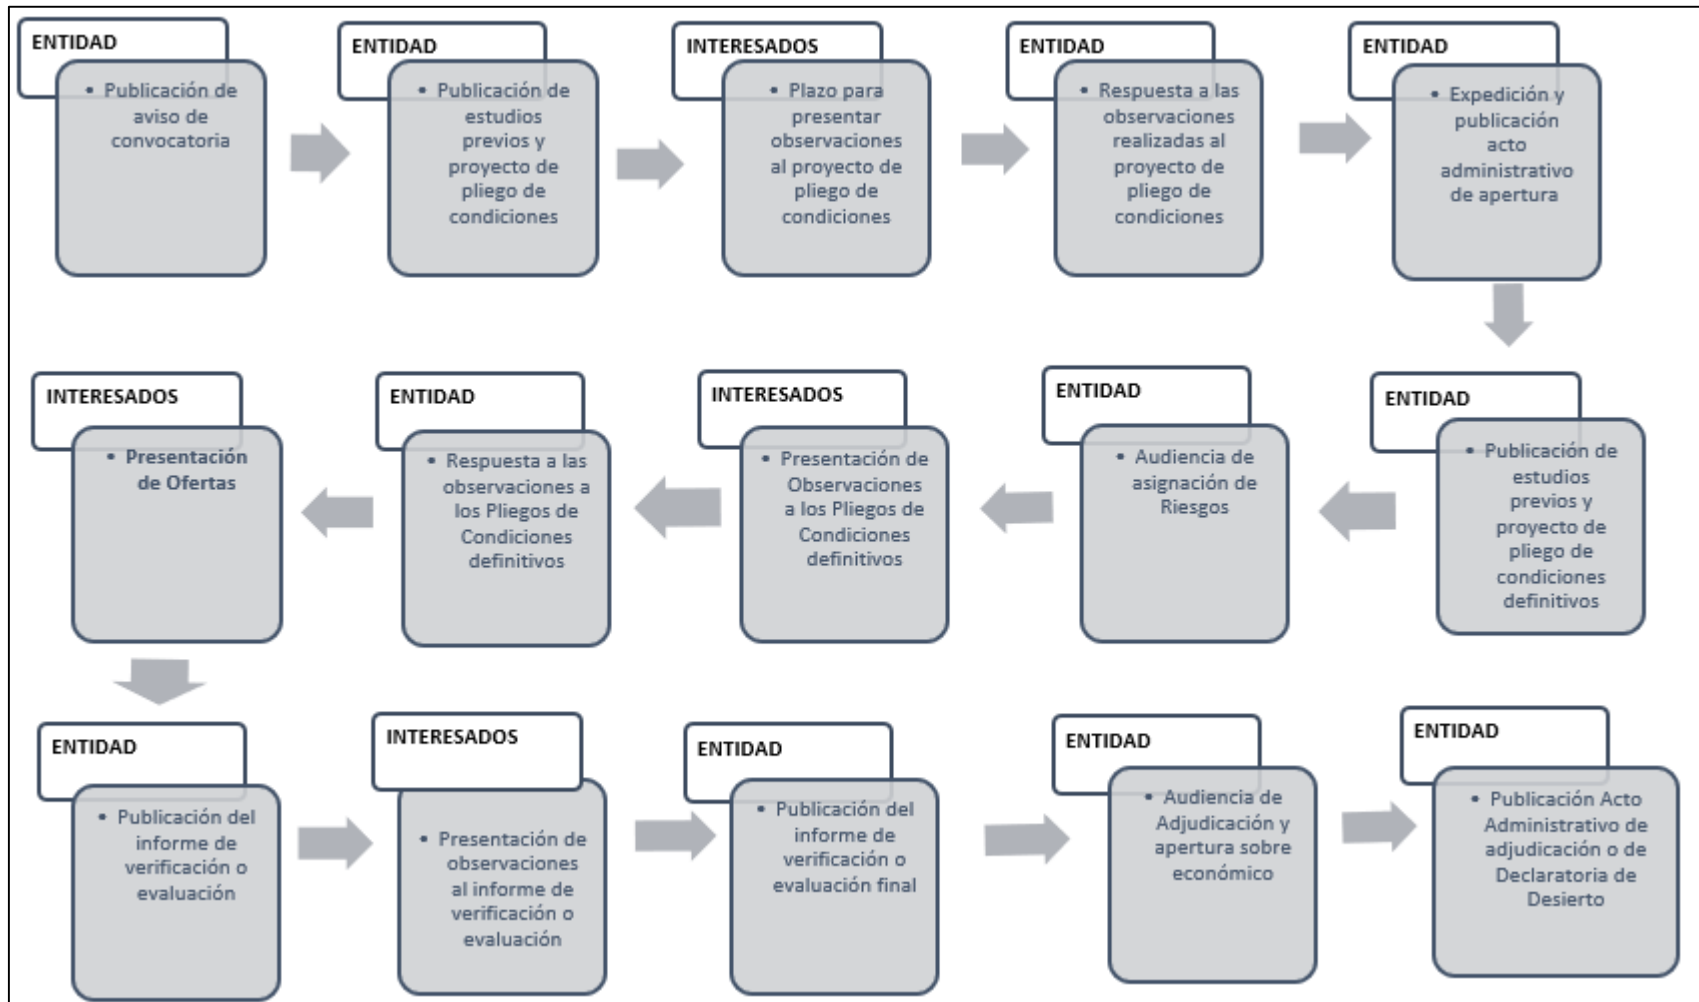 ENTIDAD
• Publicación de
aviso de
convocatoria
ENTIDAD
• Publicación de
estudios
previos y
proyecto de
pliego de
condiciones
INTERESADOS
• Plazo para
presentar
observaciones
al proyecto de
pliego de
condiciones
ENTIDAD
• Respuesta a las
observaciones
realizadas al
proyecto de
pliego de
condiciones
ENTIDAD
• Expedición y
publicación
acto
administrativo
de apertura
ENTIDAD
• Publicación de
estudios
previos y
proyecto de
pliego de
condiciones
definitivos
ENTIDAD
• Audiencia de
asignación de
Riesgos
INTERESADOS
• Presentación de
Observaciones
a los Pliegos de
Condiciones
definitivos
ENTIDAD
• Respuesta a las
observaciones a
los Pliegos de
Condiciones
definitivos
INTERESADOS
• Presentación
de Ofertas
ENTIDAD
• Publicación del
informe de
verificación o
evaluación
INTERESADOS
• Presentación de
observaciones
al informe de
verificación o
evaluación
ENTIDAD
• Publicación del
informe de
verificación o
evaluación final
ENTIDAD
• Audiencia de
Adjudicación y
apertura sobre
económico
ENTIDAD
• Publicación Acto
Administrativo de
adjudicación o de
Declaratoria de
Desierto